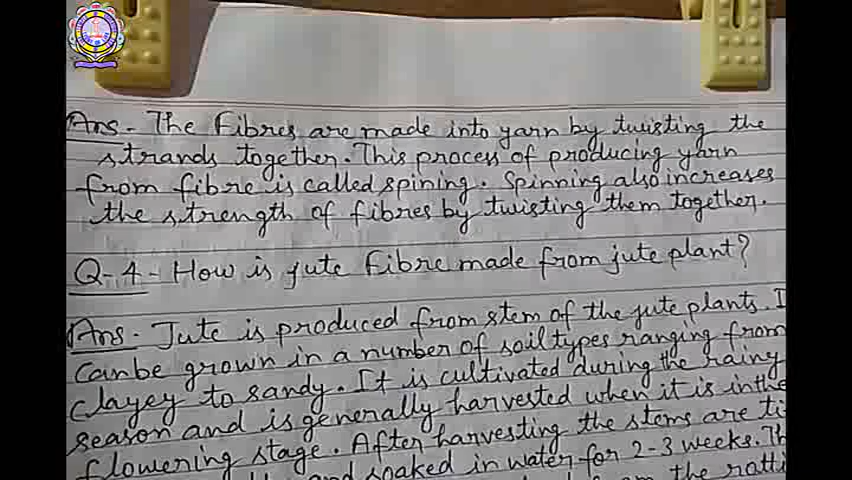 Ans - The Fibres are made into yarn by twisting the
strands together. This process of producing yarn
from fibre is called spining. Spinning also increases
the strength of fibres by twisting them together.
Q-4 - How is jute fibre made from jute plant?
Ans - Jute is produced from stem of the jute plants. I
can be grown in a number of soil types ranging from
clayey to sandy. It is cultivated during the rainy
season and is generally harvested when it is in the
flowering stage. After harvesting the stems are ti
and soaked in water for 2-3 weeks. Th
the rotti